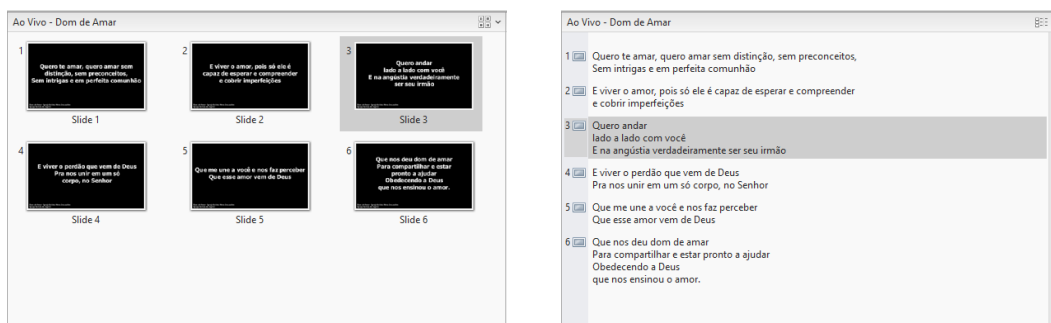 Ao Vivo - Dom de Amar
1
Quero te amar, quero amar sem
distinção, sem preconceitos,
Sem intrigas e em perfeita comunhão
Slide 1
2
E viver o amor, pois só ele é
capaz de esperar e compreender
e cobrir imperfeições
Slide 2
3
Quero andar
lado a lado com você
E na angústia verdadeiramente
ser seu irmão
Slide 3
4
E viver o perdão que vem de Deus
Pra nos unir em um só
corpo, no Senhor
Slide 4
5
Que me une a você e nos faz perceber
Que esse amor vem de Deus
Slide 5
6
Que nos deu dom de amar
Para compartilhar e estar
pronto a ajudar
Obedecendo a Deus
que nos ensinou o amor.
Slide 6
Ao Vivo - Dom de Amar
1 Quero te amar, quero amar sem distinção, sem preconceitos,
Sem intrigas e em perfeita comunhão
2 E viver o amor, pois só ele é capaz de esperar e compreender
e cobrir imperfeições
3 Quero andar
lado a lado com você
E na angústia verdadeiramente ser seu irmão
4 E viver o perdão que vem de Deus
Pra nos unir em um só corpo, no Senhor
5 Que me une a você e nos faz perceber
Que esse amor vem de Deus
6 Que nos deu dom de amar
Para compartilhar e estar pronto a ajudar
Obedecendo a Deus
que nos ensinou o amor.